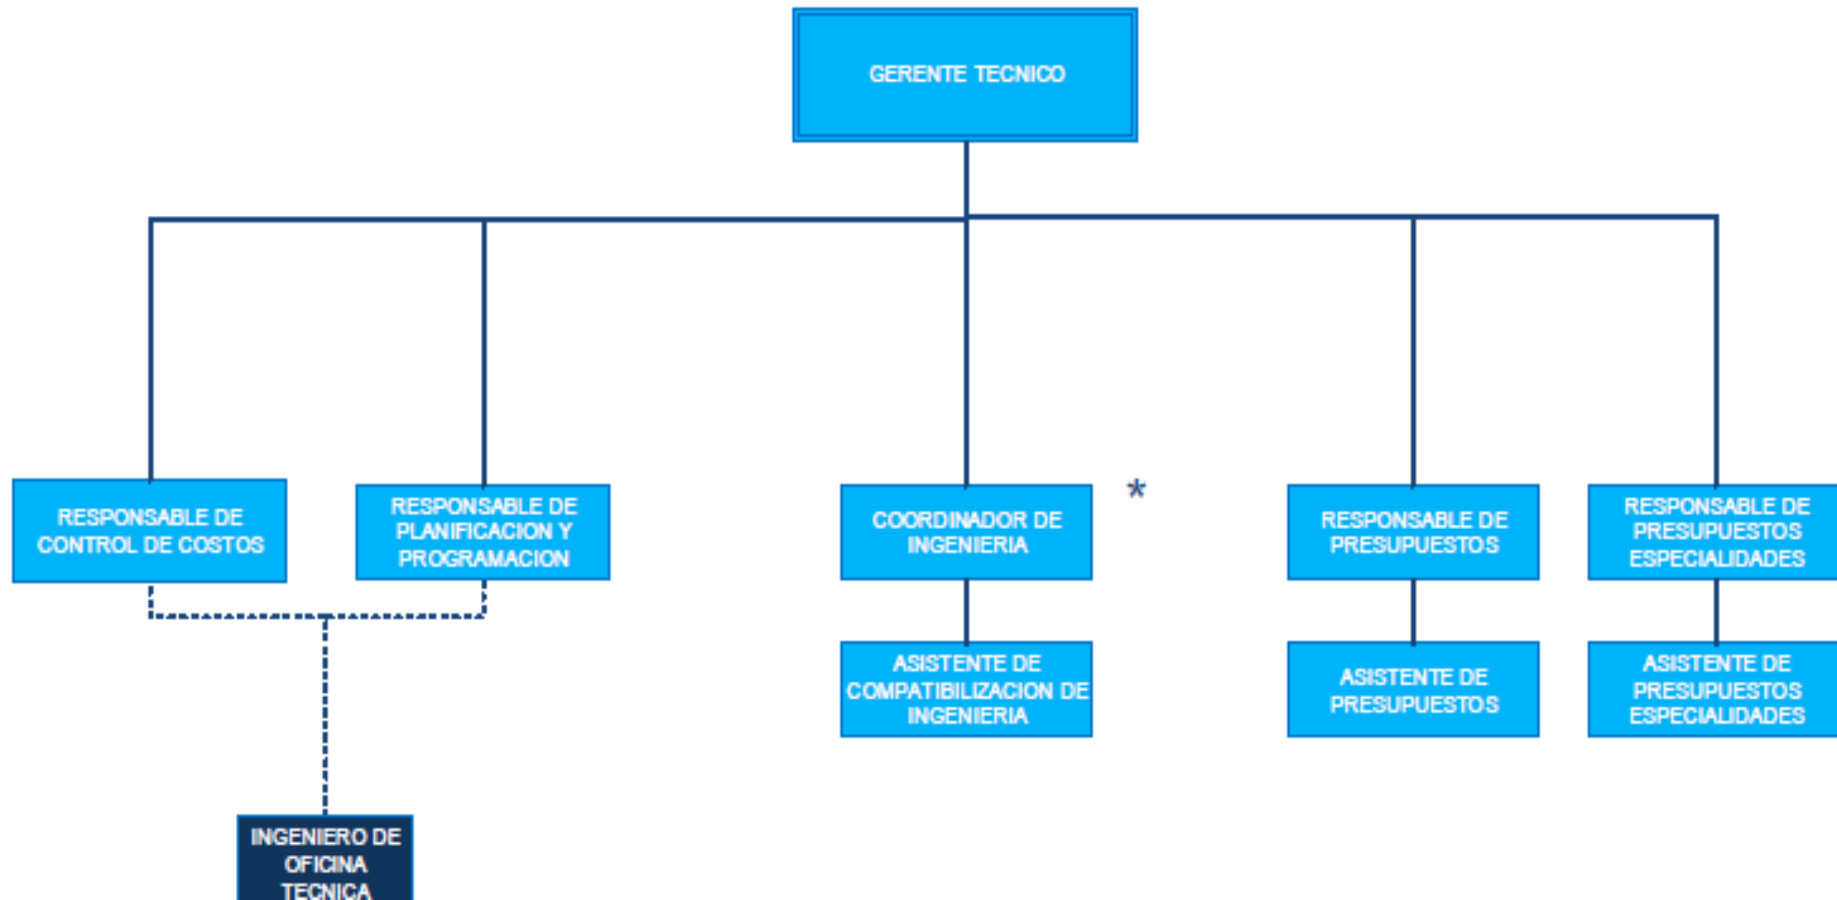 GERENTE TECNICO
RESPONSABLE DE
CONTROL DE COSTOS
RESPONSABLE DE
PLANIFICACION Y
PROGRAMACION
COORDINADOR DE
INGENIERIA
*
RESPONSABLE DE
PRESUPUESTOS
RESPONSABLE DE
PRESUPUESTOS
ESPECIALIDADES
ASISTENTE DE
COMPATIBILIZACION DE
INGENIERIA
ASISTENTE DE
PRESUPUESTOS
ASISTENTE DE
PRESUPUESTOS
ESPECIALIDADES
INGENIERO DE
OFICINA
TECNICA